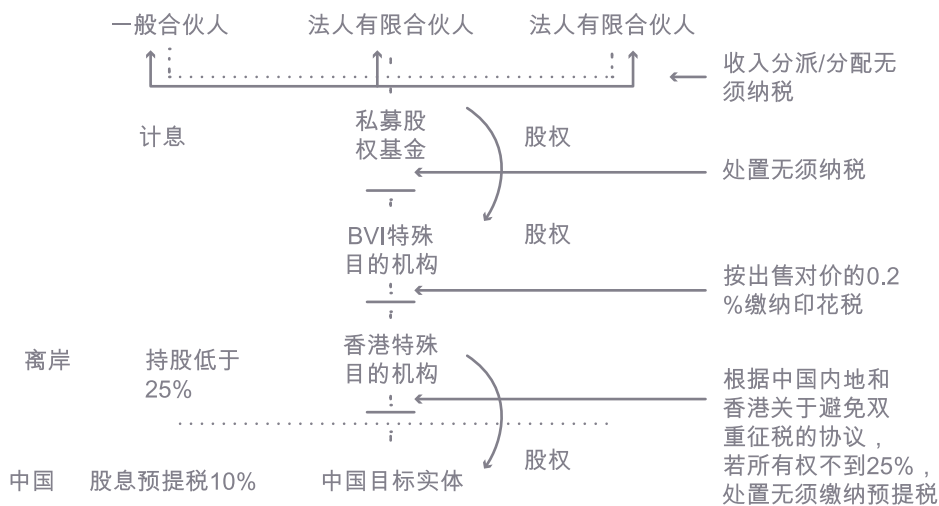 一般合伙人 法人有限合伙人 法人有限合伙人
收入分派/分配无
须纳税
计息
私募股
权基金
股权
处置无须纳税
BVI特殊
目的机构
股权
按出售对价的0.2
%缴纳印花税
离岸
持股低于
25%
香港特殊
目的机构
根据中国内地和
香港关于避免双
重征税的协议，
若所有权不到25%，
处置无须缴纳预提税
股权
中国 股息预提税10% 中国目标实体